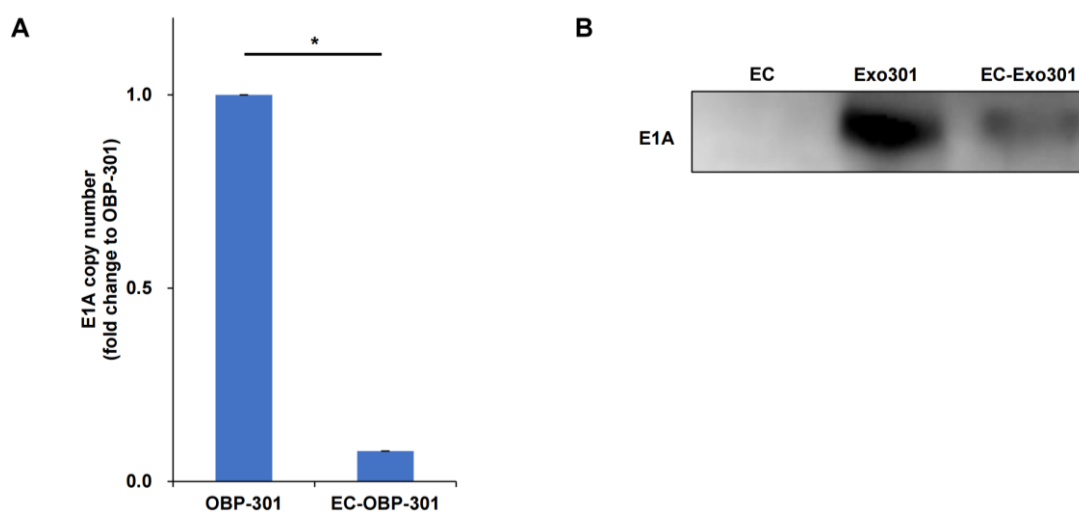 A
*
E1A copy number
(fold change to OBP-301)
1.0
0.5
0.0
OBP-301 EC-OBP-301
B
EC Exo301 EC-Exo301
E1A